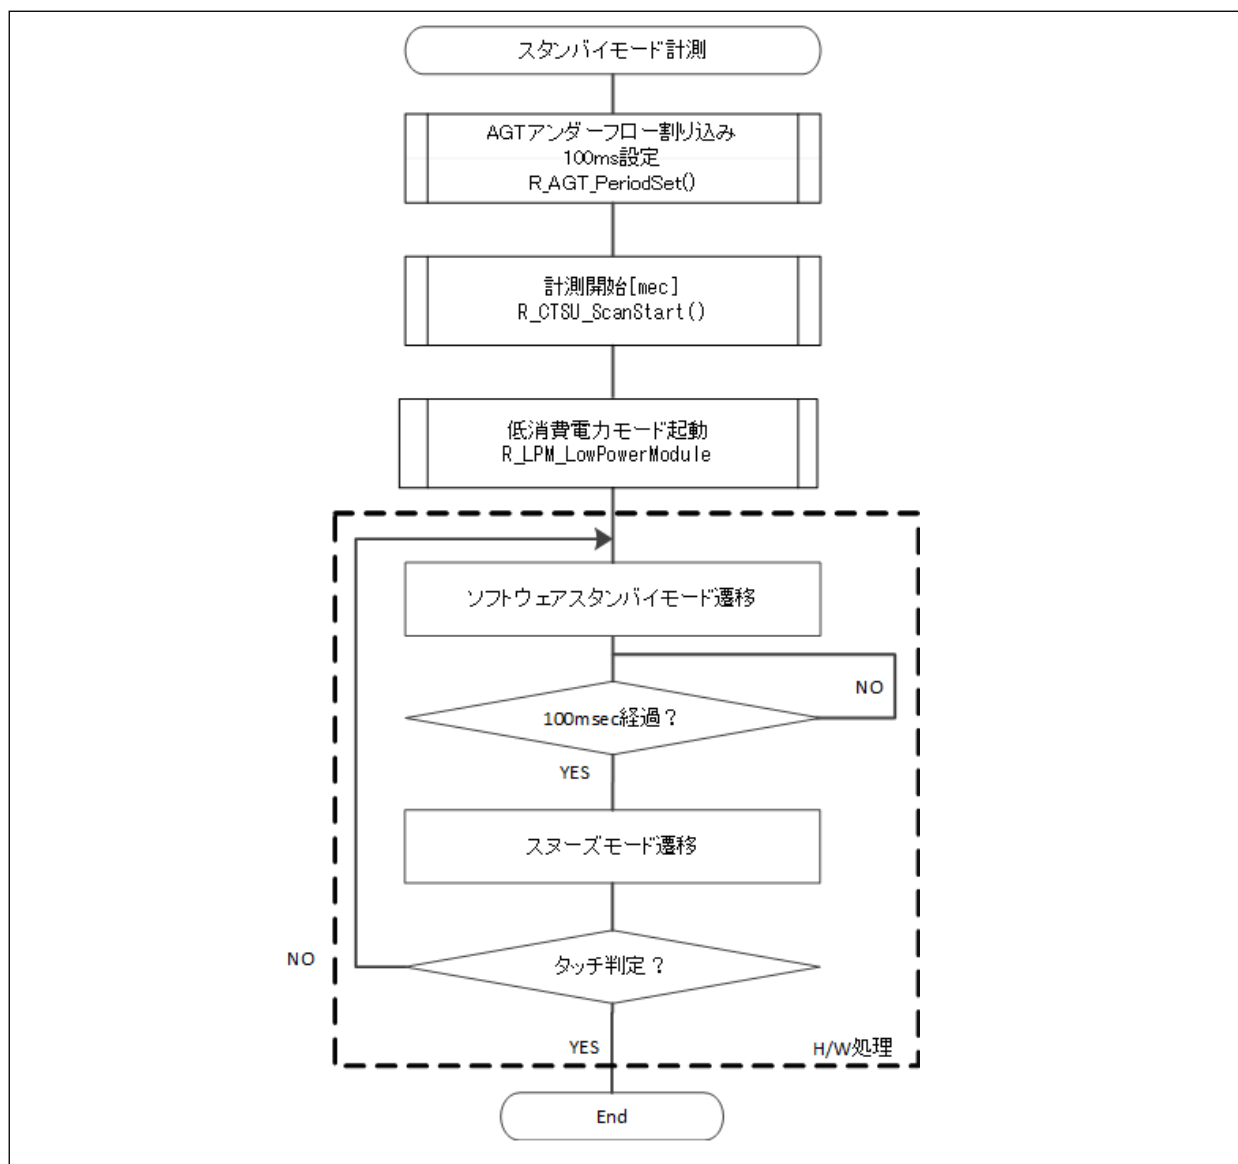 スタンバイモード計測
AGTアンダーフロー割り込み
100ms設定
R_AGT_PeriodSet()
計測開始[mec]
R_CTSU_ScanStart()
低消費電力モード起動
R_LPM_LowPowerModule
ソフトウェアスタンバイモード遷移
NO
100msec経過？
YES
スヌーズモード遷移
NO
タッチ判定？
YES
H/W処理
End